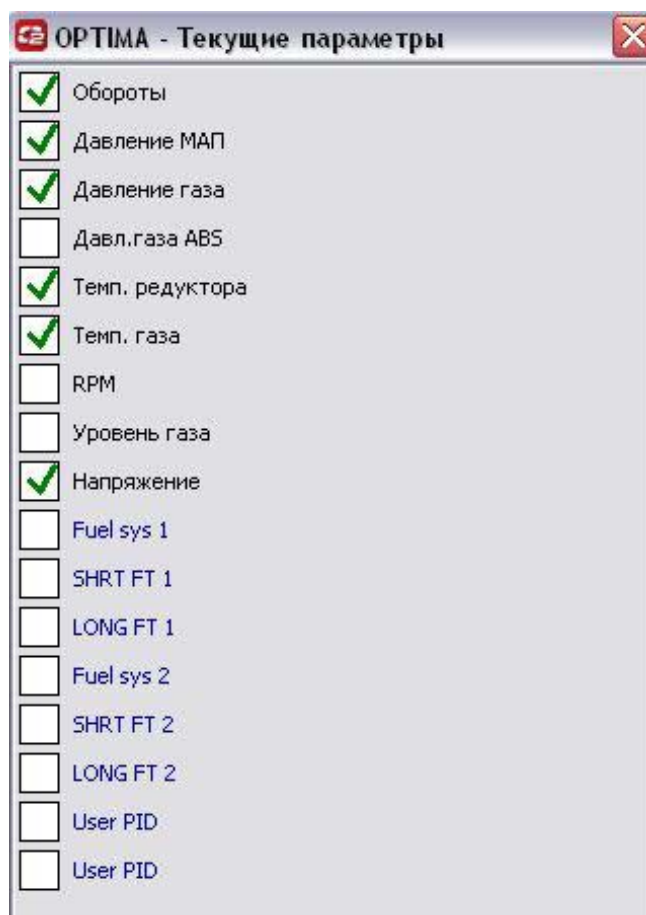 OPTIMA - Текущие параметры
Обороты
Давление МАП
Давление газа
Давл.газа ABS
Темп. редуктора
Темп. газа
RPM
Уровень газа
Напряжение
Fuel sys 1
SHRT FT 1
LONG FT 1
Fuel sys 2
SHRT FT 2
LONG FT 2
User PID
User PID